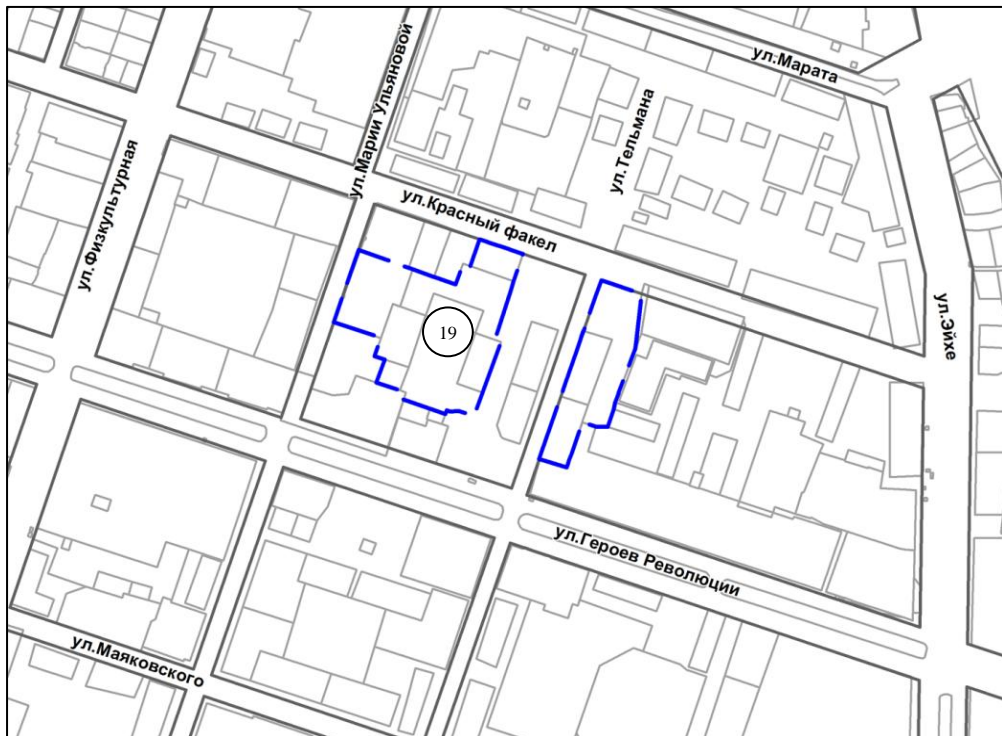 ул.Марата
ул.Марии Ульяновой
ул.Тельмана
ул.Физкультурная
ул.Красный факел
ул.Эйхе
19
ул.Героев Революции
ул.Маяковского